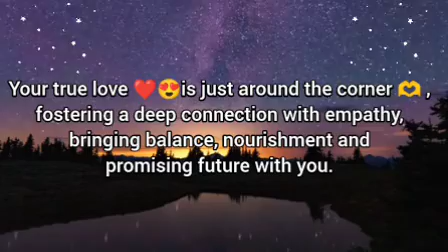 Your true love ❤️😍is just around the corner 🫶 ,
fostering a deep connection with empathy,
bringing balance, nourishment and
promising future with you.